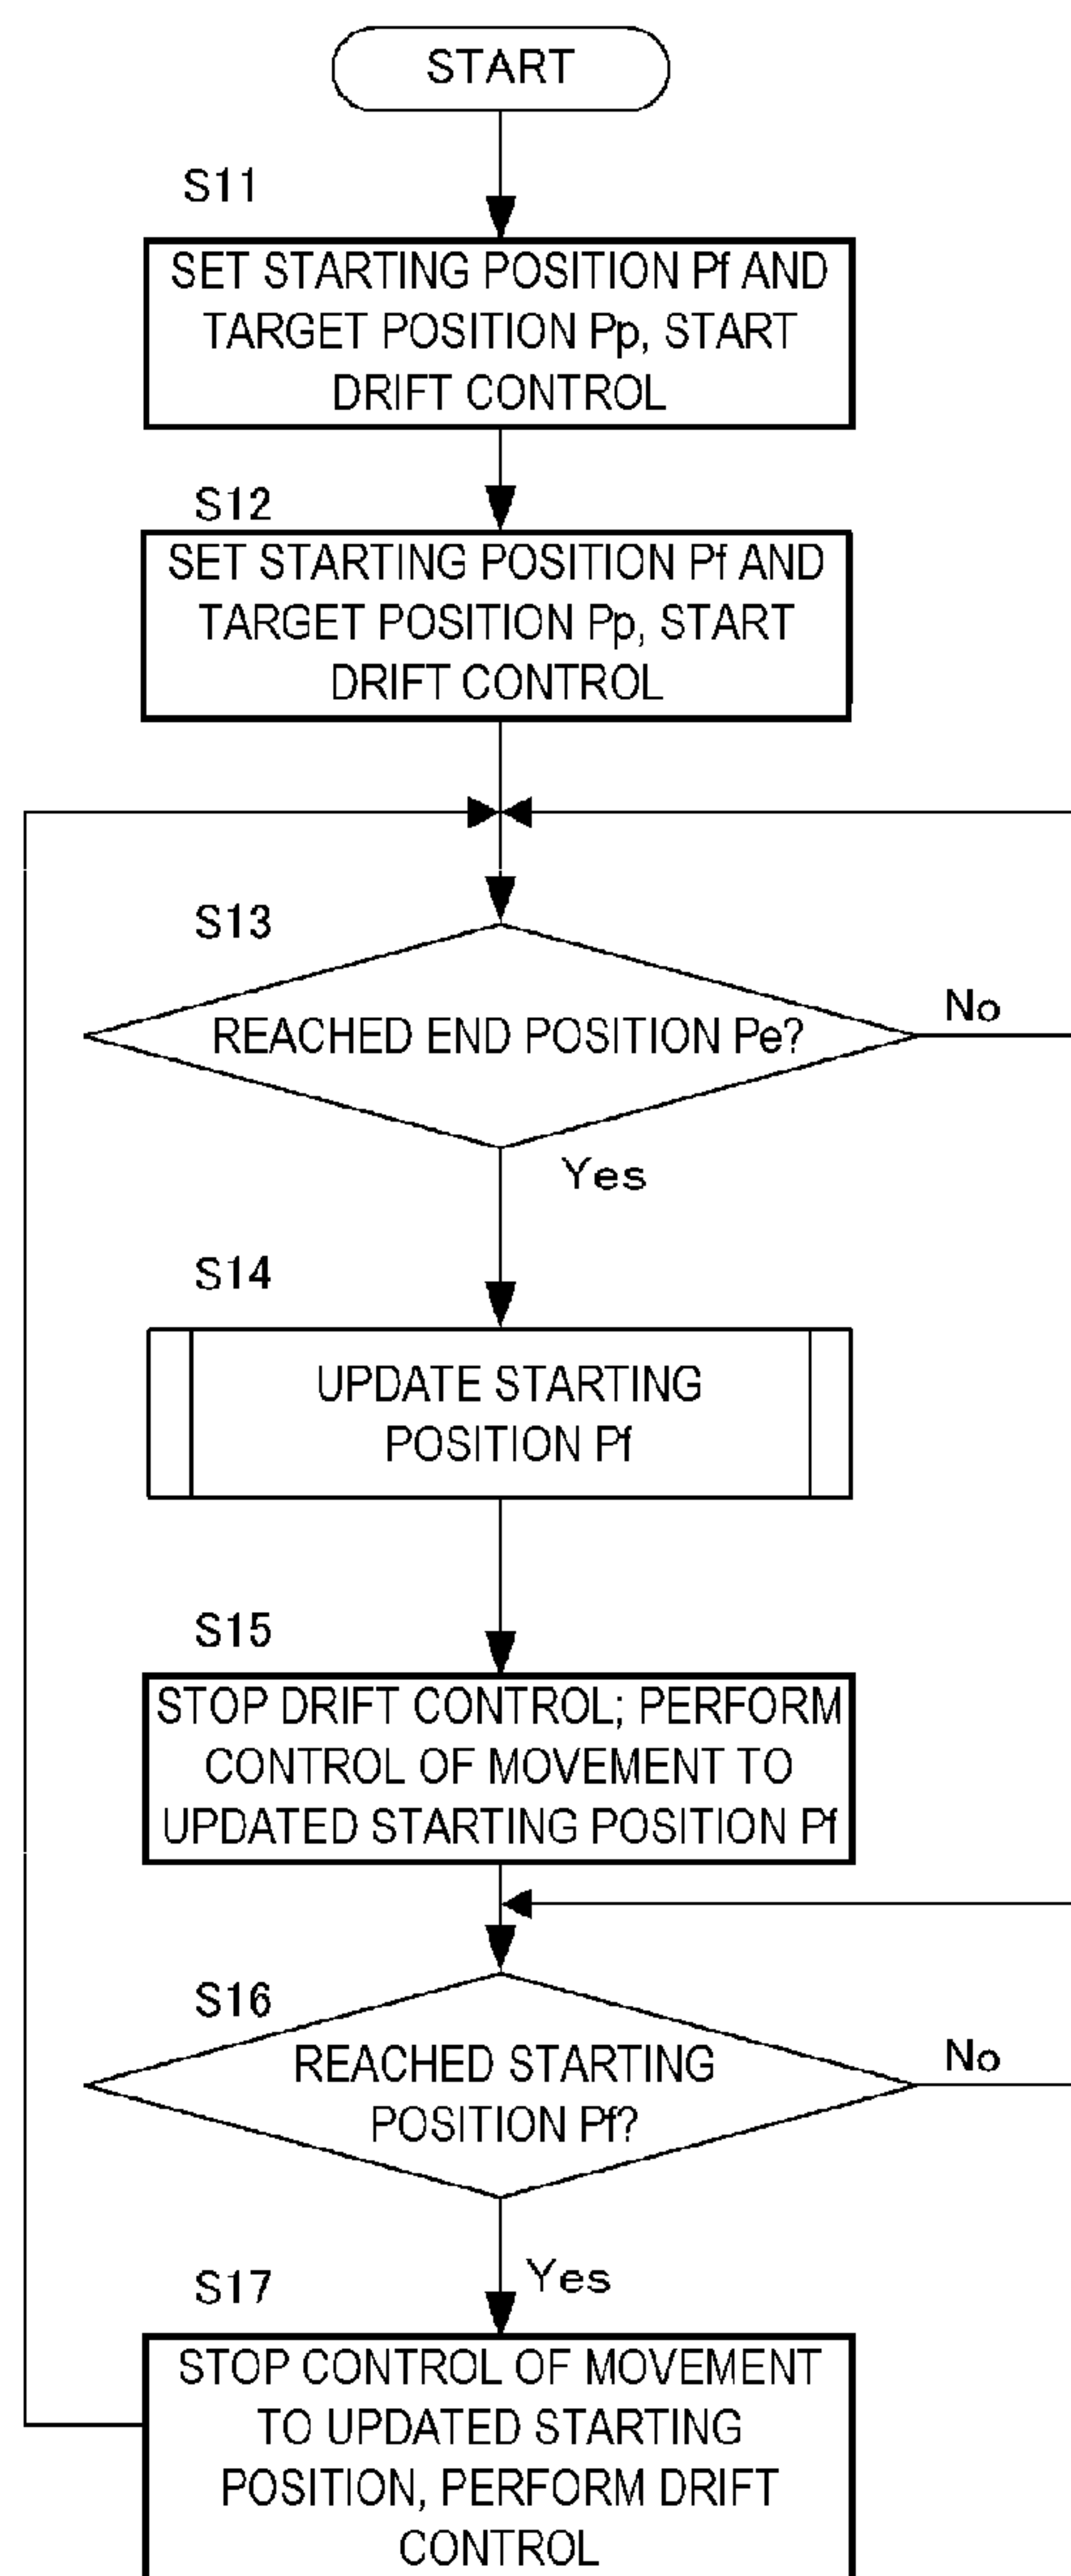 START
S11
SET STARTING POSITION Pf AND
TARGET POSITION Pp, START
DRIFT CONTROL
S12
SET STARTING POSITION Pf AND
TARGET POSITION Pp, START
DRIFT CONTROL
S13
REACHED END POSITION Pe?
No
Yes
S14
UPDATE STARTING
POSITION Pf
S15
STOP DRIFT CONTROL; PERFORM
CONTROL OF MOVEMENT TO
UPDATED STARTING POSITION Pf
S16
REACHED STARTING
POSITION Pf?
No
Yes
S17
STOP CONTROL OF MOVEMENT
TO UPDATED STARTING
POSITION, PERFORM DRIFT
CONTROL